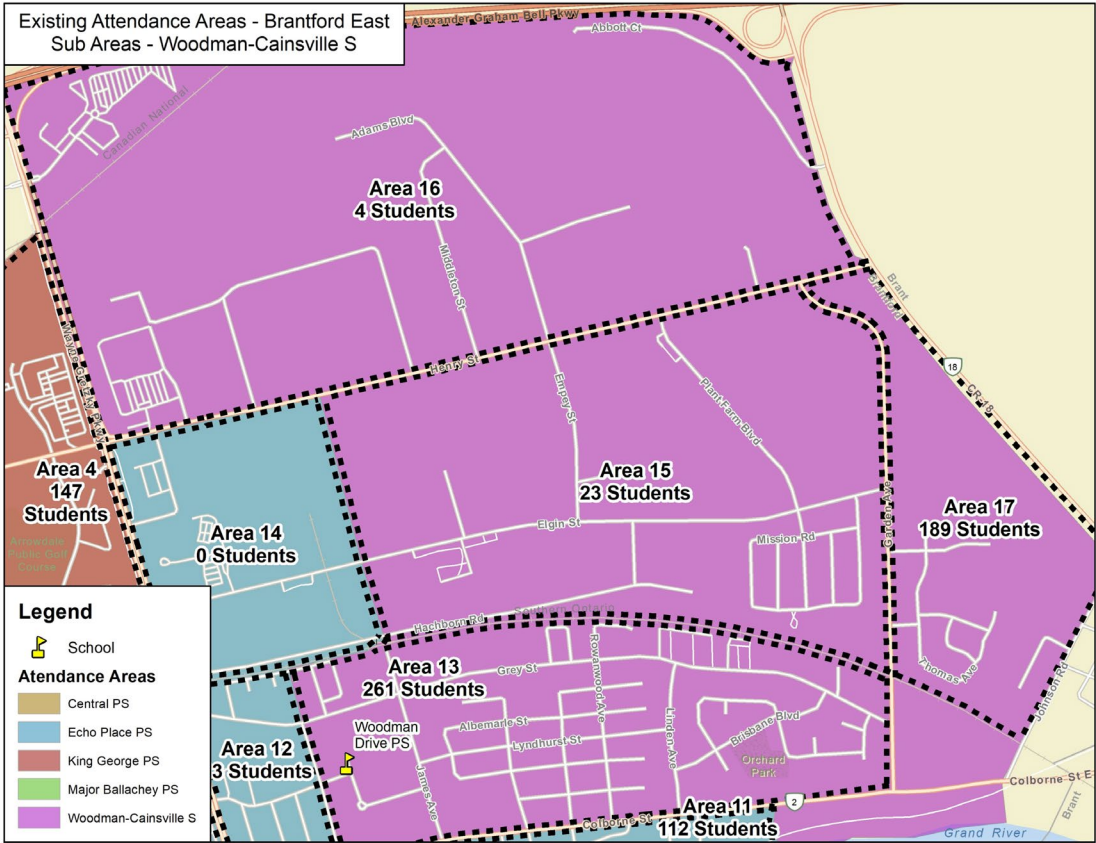 Existing Attendance Areas - Brantford East
Sub Areas - Woodman-Cainsville S
Alexander Graham Bell Pkwy
Abbott Ct
Canadian National
Adams Blvd
Area 16
4 Students
Middleton St
Brant
Brantford
Wayne Gretzky Pkwy
Henry St
18
CR-18
Empey St
Plant Farm Blvd
Area 4
147
Students
Area 15
23 Students
Area 17
189 Students
Garden Ave
Area 14
0 Students
Elgin St
Mission Rd
Arrowdale
Public Golf
Course
Legend
School
Atendance Areas
Central PS
Echo Place PS
King George PS
Major Ballachey PS
Woodman-Cainsville S
Hachborn Rd
Southern Ontario
Area 13
261 Students
Grey St
Rowanwood Ave
Thomas Ave
Johnson Rd
Albemarle St
Lyndhurst St
Linden Ave
Brisbane Blvd
Woodman
Drive PS
Orchard
Park
Area 12
3 Students
James Ave
Colborne St E
Area 11
112 Students
2
Colborne St
Brant
Grand River